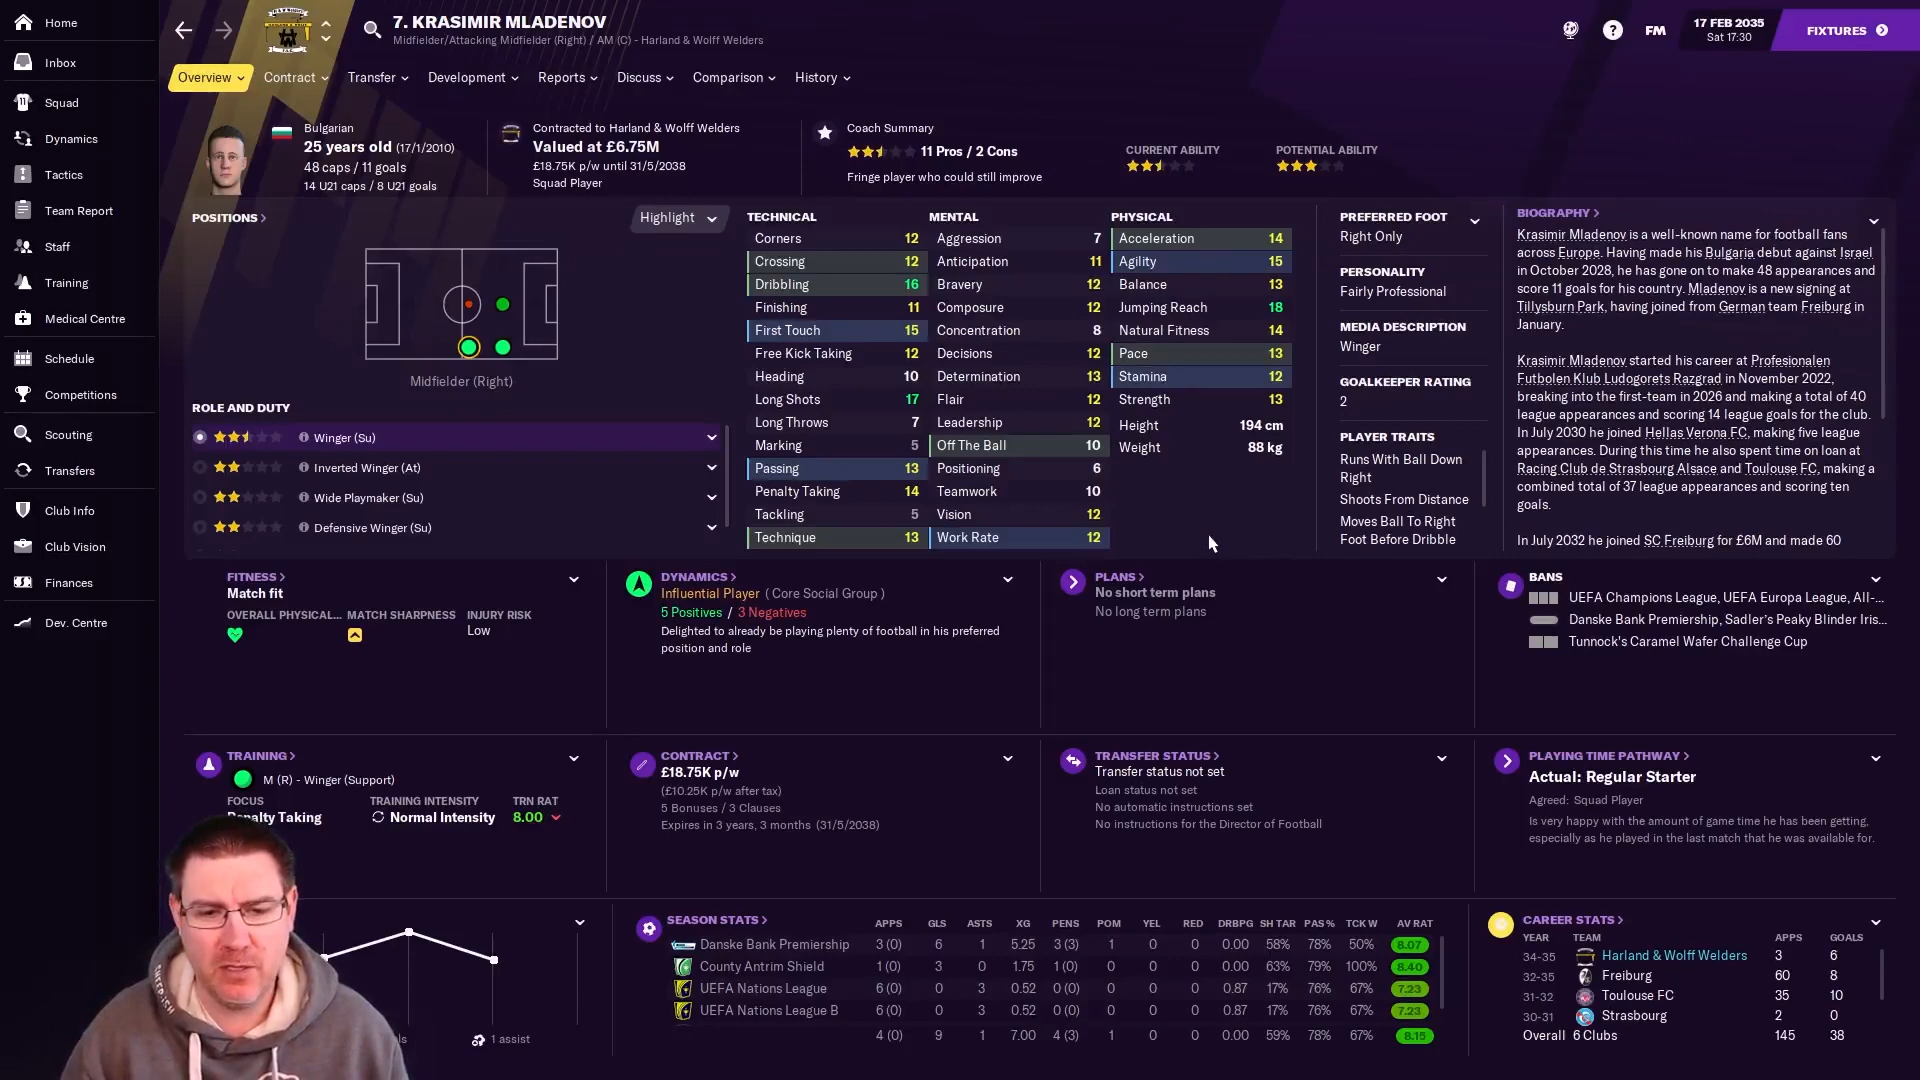 Home
Inbox
Squad
Dynamics
Tactics
Team Report
Staff
Training
Medical Centre
Schedule
Competitions
Scouting
Transfers
Club Info
Club Vision
Finances
Dev. Centre
7. KRASIMIR MLADENOV
Midfielder/Attacking Midfielder (Right) / AM (C) - Harland & Wolff Welders
FM
17 FEB 2035
Sat 17:30
FIXTURES
Overview
Contract
Transfer
Development
Reports
Discuss
Comparison
History
Bulgarian
25 years old (17/1/2010)
48 caps / 11 goals
14 U21 caps / 8 U21 goals
Contracted to Harland & Wolff Welders
Valued at £6.75M
£18.75K p/w until 31/5/2038
Squad Player
Coach Summary
11 Pros / 2 Cons
Fringe player who could still improve
CURRENT ABILITY
POTENTIAL ABILITY
POSITIONS
Highlight
Midfielder (Right)
ROLE AND DUTY
Winger (Su)
Inverted Winger (At)
Wide Playmaker (Su)
Defensive Winger (Su)
TECHNICAL
Corners 12
Crossing 12
Dribbling 16
Finishing 11
First Touch 15
Free Kick Taking 12
Heading 10
Long Shots 17
Long Throws 7
Marking 5
Passing 13
Penalty Taking 14
Tackling 5
Technique 13
MENTAL
Aggression 7
Anticipation 11
Bravery 12
Composure 12
Concentration 8
Decisions 12
Determination 13
Flair 12
Leadership 12
Off The Ball 10
Positioning 6
Teamwork 10
Vision 12
Work Rate 12
PHYSICAL
Acceleration 14
Agility 15
Balance 13
Jumping Reach 18
Natural Fitness 14
Pace 13
Stamina 12
Strength 13
Height 194 cm
Weight 88 kg
PREFERRED FOOT
Right Only
PERSONALITY
Fairly Professional
MEDIA DESCRIPTION
Winger
GOALKEEPER RATING
2
PLAYER TRAITS
Runs With Ball Down
Right
Shoots From Distance
Moves Ball To Right
Foot Before Dribble
BIOGRAPHY
Krasimir Mladenov is a well-known name for football fans
across Europe. Having made his Bulgaria debut against Israel
in October 2028, he has gone on to make 48 appearances and
score 11 goals for his country. Mladenov is a new signing at
Tillysburn Park, having joined from German team Freiburg in
January.
Krasimir Mladenov started his career at Profesionalen
Futbolen Klub Ludogorets Razgrad in November 2022,
breaking into the first-team in 2026 and making a total of 40
league appearances and scoring 14 league goals for the club.
In July 2030 he joined Hellas Verona FC, making five league
appearances. During this time he also spent time on loan at
Racing Club de Strasbourg Alsace and Toulouse FC, making a
combined total of 37 league appearances and scoring ten
goals.
In July 2032 he joined SC Freiburg for £6M and made 60
FITNESS
Match fit
OVERALL PHYSICAL... MATCH SHARPNESS INJURY RISK
Low
DYNAMICS
Influential Player ( Core Social Group )
5 Positives / 3 Negatives
Delighted to already be playing plenty of football in his preferred
position and role
PLANS
No short term plans
No long term plans
BANS
UEFA Champions League, UEFA Europa League, All-...
Danske Bank Premiership, Sadler's Peaky Blinder Iris...
Tunnock's Caramel Wafer Challenge Cup
TRAINING
M (R) - Winger (Support)
FOCUS TRAINING INTENSITY TRN RAT
Penalty Taking Normal Intensity 8.00
CONTRACT
£18.75K p/w
(£10.25K p/w after tax)
5 Bonuses / 3 Clauses
Expires in 3 years, 3 months (31/5/2038)
TRANSFER STATUS
Transfer status not set
Loan status not set
No automatic instructions set
No instructions for the Director of Football
PLAYING TIME PATHWAY
Actual: Regular Starter
Agreed: Squad Player
Is very happy with the amount of game time he has been getting,
especially as he played in the last match that he was available for.
1 assist
SEASON STATS APPS GLS ASTS XG PENS POM YEL RED DRBPG SH TAR PAS% TCK W AV RAT
Danske Bank Premiership 3 (0) 6 1 5.25 3 (3) 1 0 0 0.00 58% 78% 50% 8.07
County Antrim Shield 1 (0) 3 0 1.75 1 (0) 0 0 0 0.00 63% 79% 100% 8.40
UEFA Nations League 6 (0) 0 3 0.52 0 (0) 0 0 0 0.87 17% 76% 67% 7.23
UEFA Nations League B 6 (0) 0 3 0.52 0 (0) 0 0 0 0.87 17% 76% 67% 7.23
4 (0) 9 1 7.00 4 (3) 1 0 0 0.00 59% 78% 67% 8.15
CAREER STATS
YEAR TEAM APPS GOALS
34-35 Harland & Wolff Welders 3 6
32-35 Freiburg 60 8
31-32 Toulouse FC 35 10
30-31 Strasbourg 2 0
Overall 6 Clubs 145 38